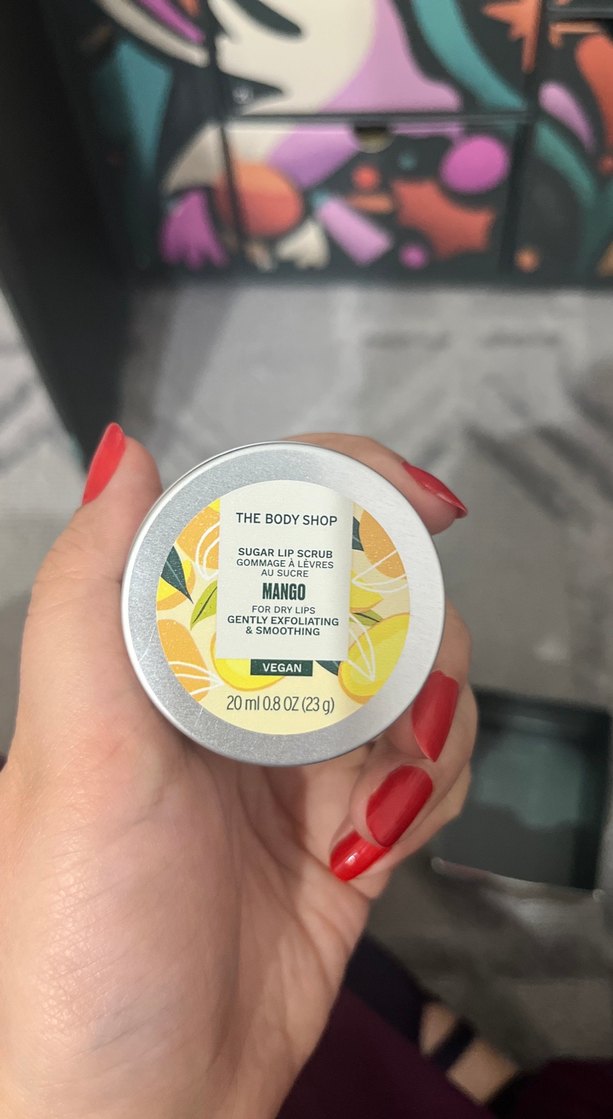 THE BODY SHOP
SUGAR LIP SCRUB
GOMMAGE À LÈVRES
AU SUCRE
MANGO
FOR DRY LIPS
GENTLY EXFOLIATING
& SMOOTHING
VEGAN
20 ml 0.8 OZ (23 g)